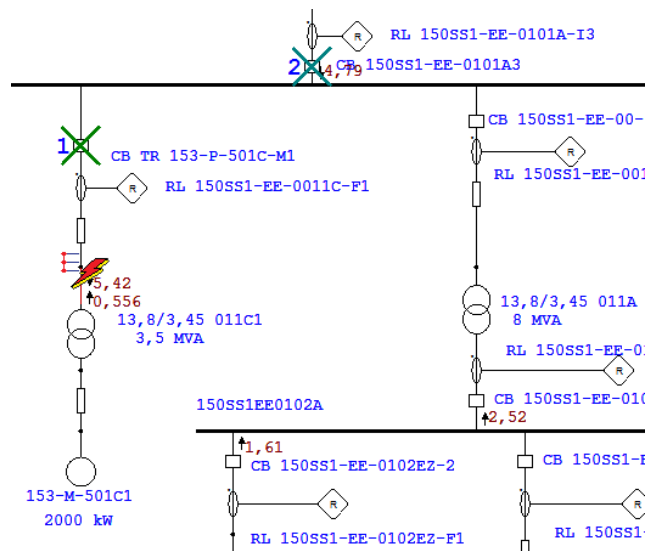 R
RL 150SS1-EE-0101A-I3
2
CB 150SS1-EE-0101A3
4,79
CB 150SS1-EE-00-
1
CB TR 153-P-501C-M1
R
RL 150SS1-EE-001
R
RL 150SS1-EE-0011C-F1
5,42
0,556
13,8/3,45 011C1
3,5 MVA
13,8/3,45 011A
8 MVA
RL 150SS1-EE-0
R
150SS1EE0102A
CB 150SS1-EE-010
2,52
1,61
CB 150SS1-EE-0102EZ-2
CB 150SS1-E
153-M-501C1
2000 kW
R
R
RL 150SS1-EE-0102EZ-F1
RL 150SS1-